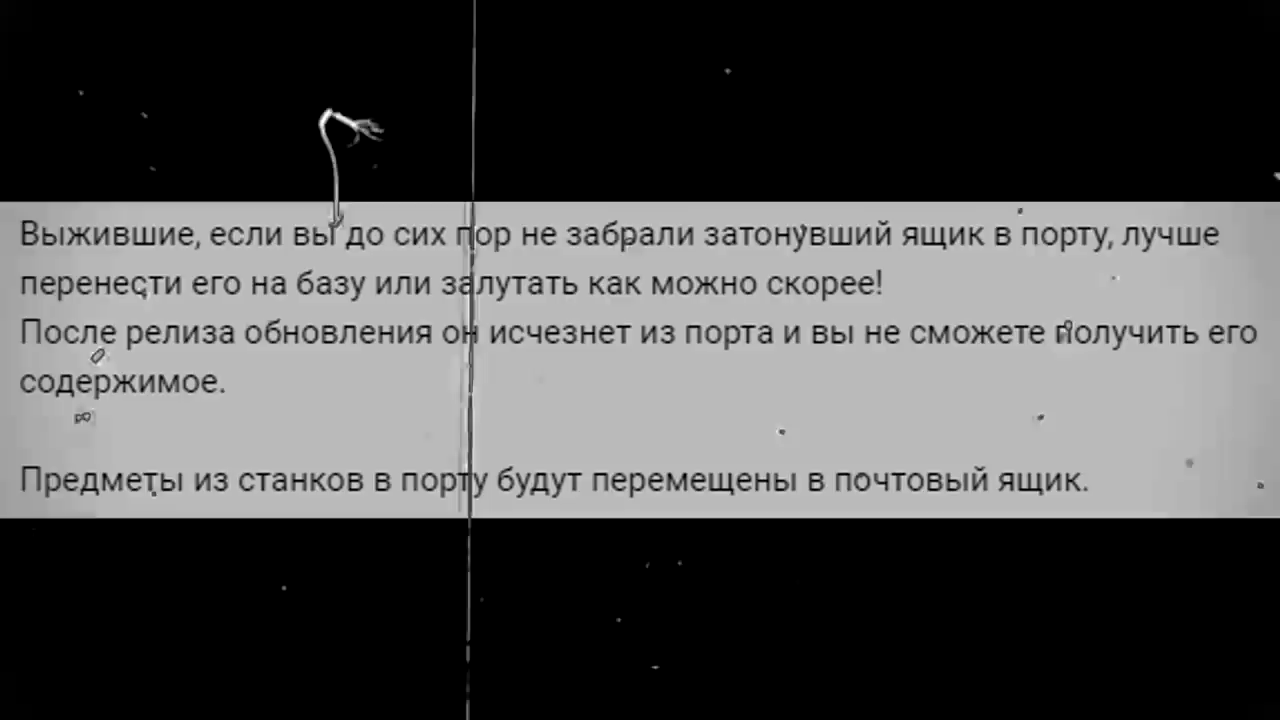 Выжившие, если вы до сих пор не забрали затонувший ящик в порту, лучше
перенести его на базу или залутать как можно скорее!
После релиза обновления он исчезнет из порта и вы не сможете получить его
содержимое.
Предметы из станков в порту будут перемещены в почтовый ящик.